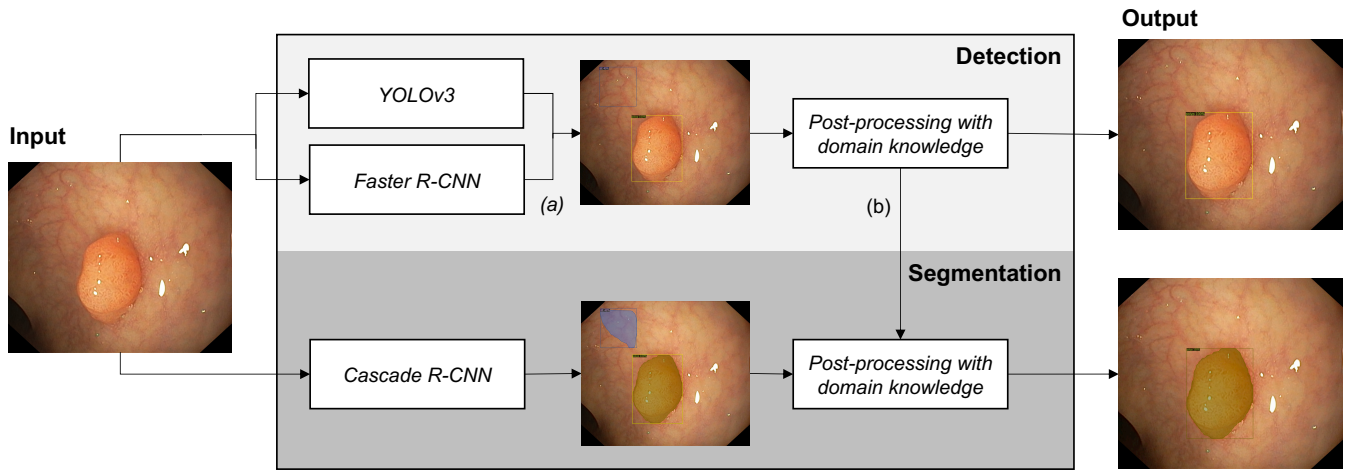 Output
Detection
YOLOv3
Input
Post-processing with
domain knowledge
Faster R-CNN
(a)
(b)
Segmentation
Cascade R-CNN
Post-processing with
domain knowledge